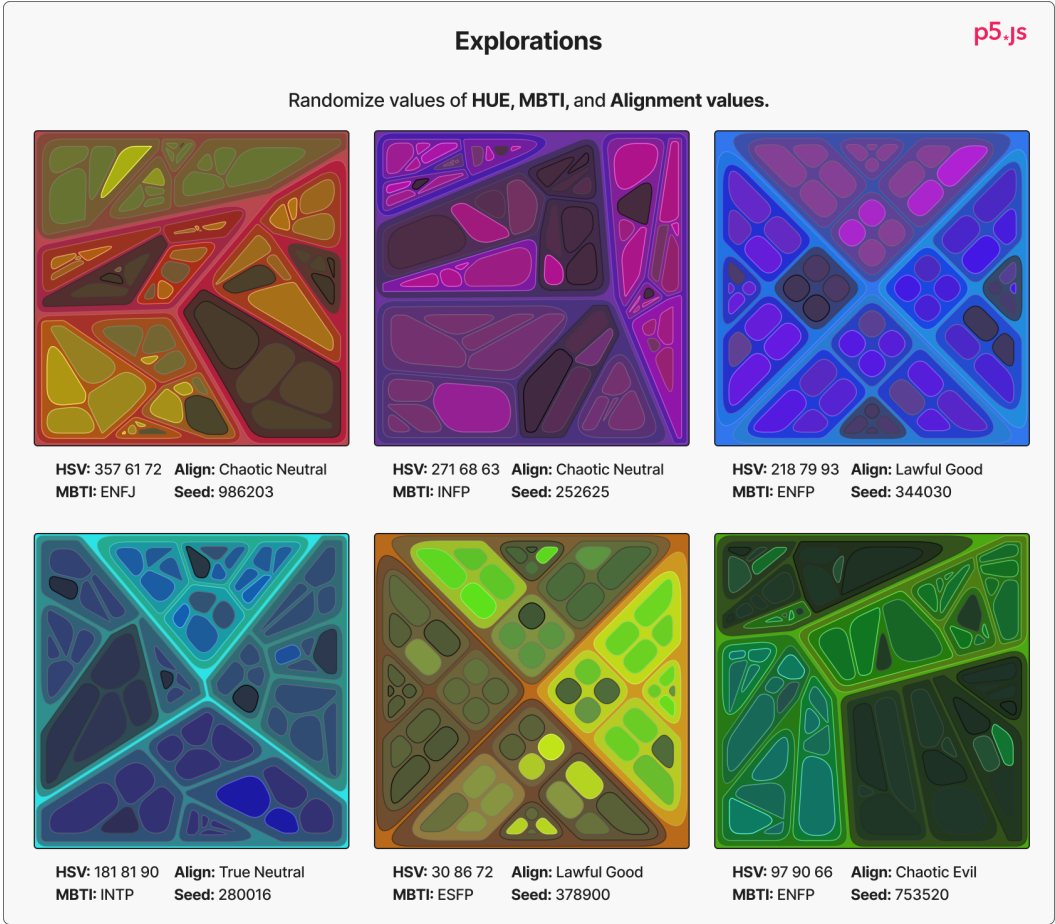 p5*js
Explorations
Randomize values of HUE, MBTI, and Alignment values.
HSV: 357 61 72 Align: Chaotic Neutral
MBTI: ENFJ Seed: 986203
HSV: 271 68 63 Align: Chaotic Neutral
MBTI: INFP Seed: 252625
HSV: 218 79 93 Align: Lawful Good
MBTI: ENFP Seed: 344030
HSV: 181 81 90 Align: True Neutral
MBTI: INTP Seed: 280016
HSV: 30 86 72 Align: Lawful Good
MBTI: ESFP Seed: 378900
HSV: 97 90 66 Align: Chaotic Evil
MBTI: ENFP Seed: 753520